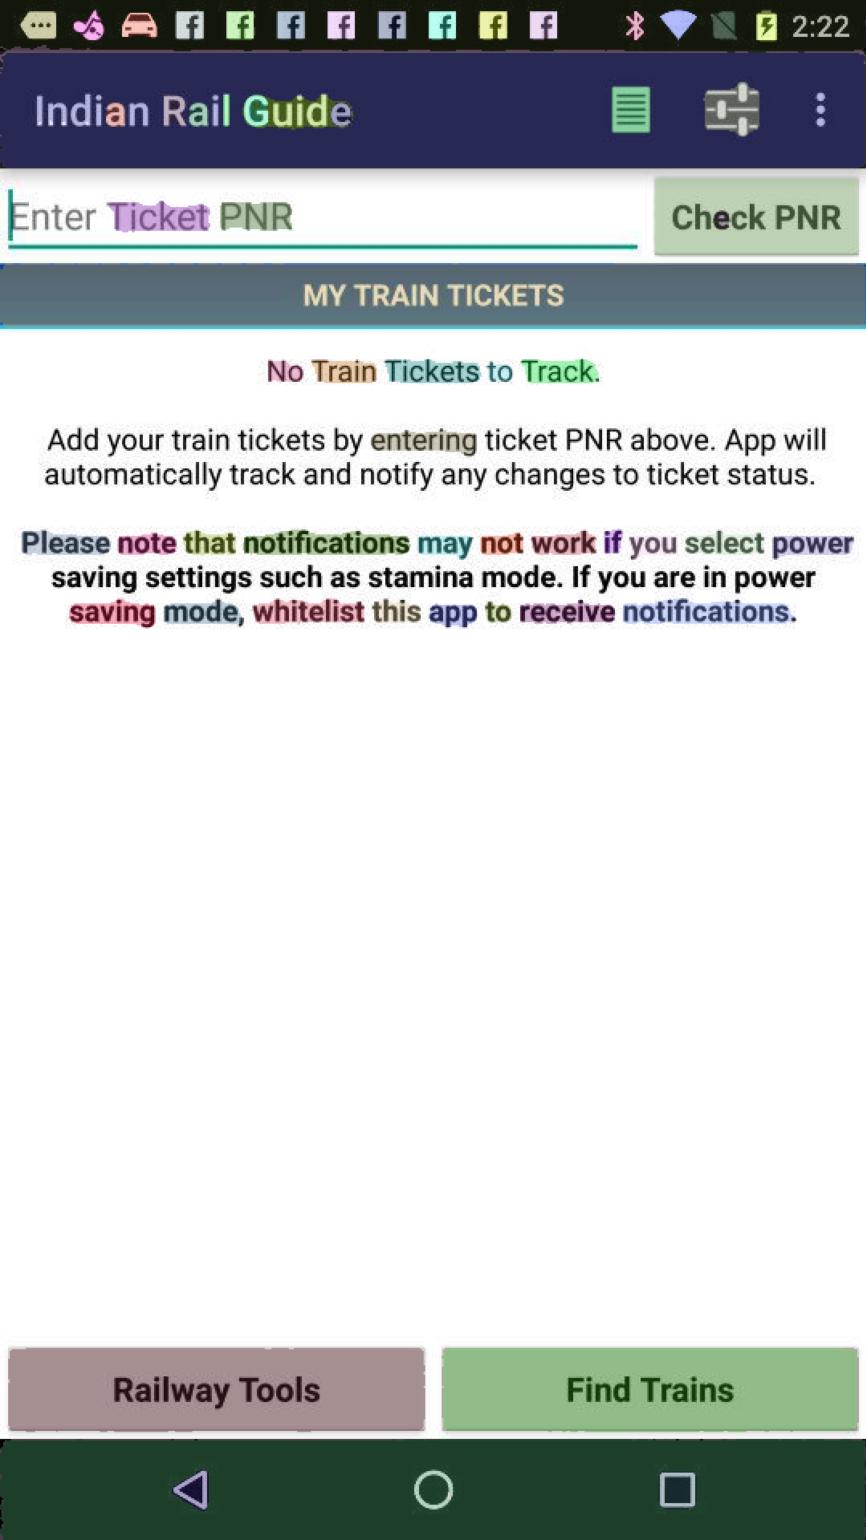 2:22
Indian Rail Guide
Enter Ticket PNR
Check PNR
MY TRAIN TICKETS
No Train Tickets to Track.
Add your train tickets by entering ticket PNR above. App will
automatically track and notify any changes to ticket status.
Please note that notifications may not work if you select power
saving settings such as stamina mode. If you are in power
saving mode, whitelist this app to receive notifications.
Railway Tools
Find Trains